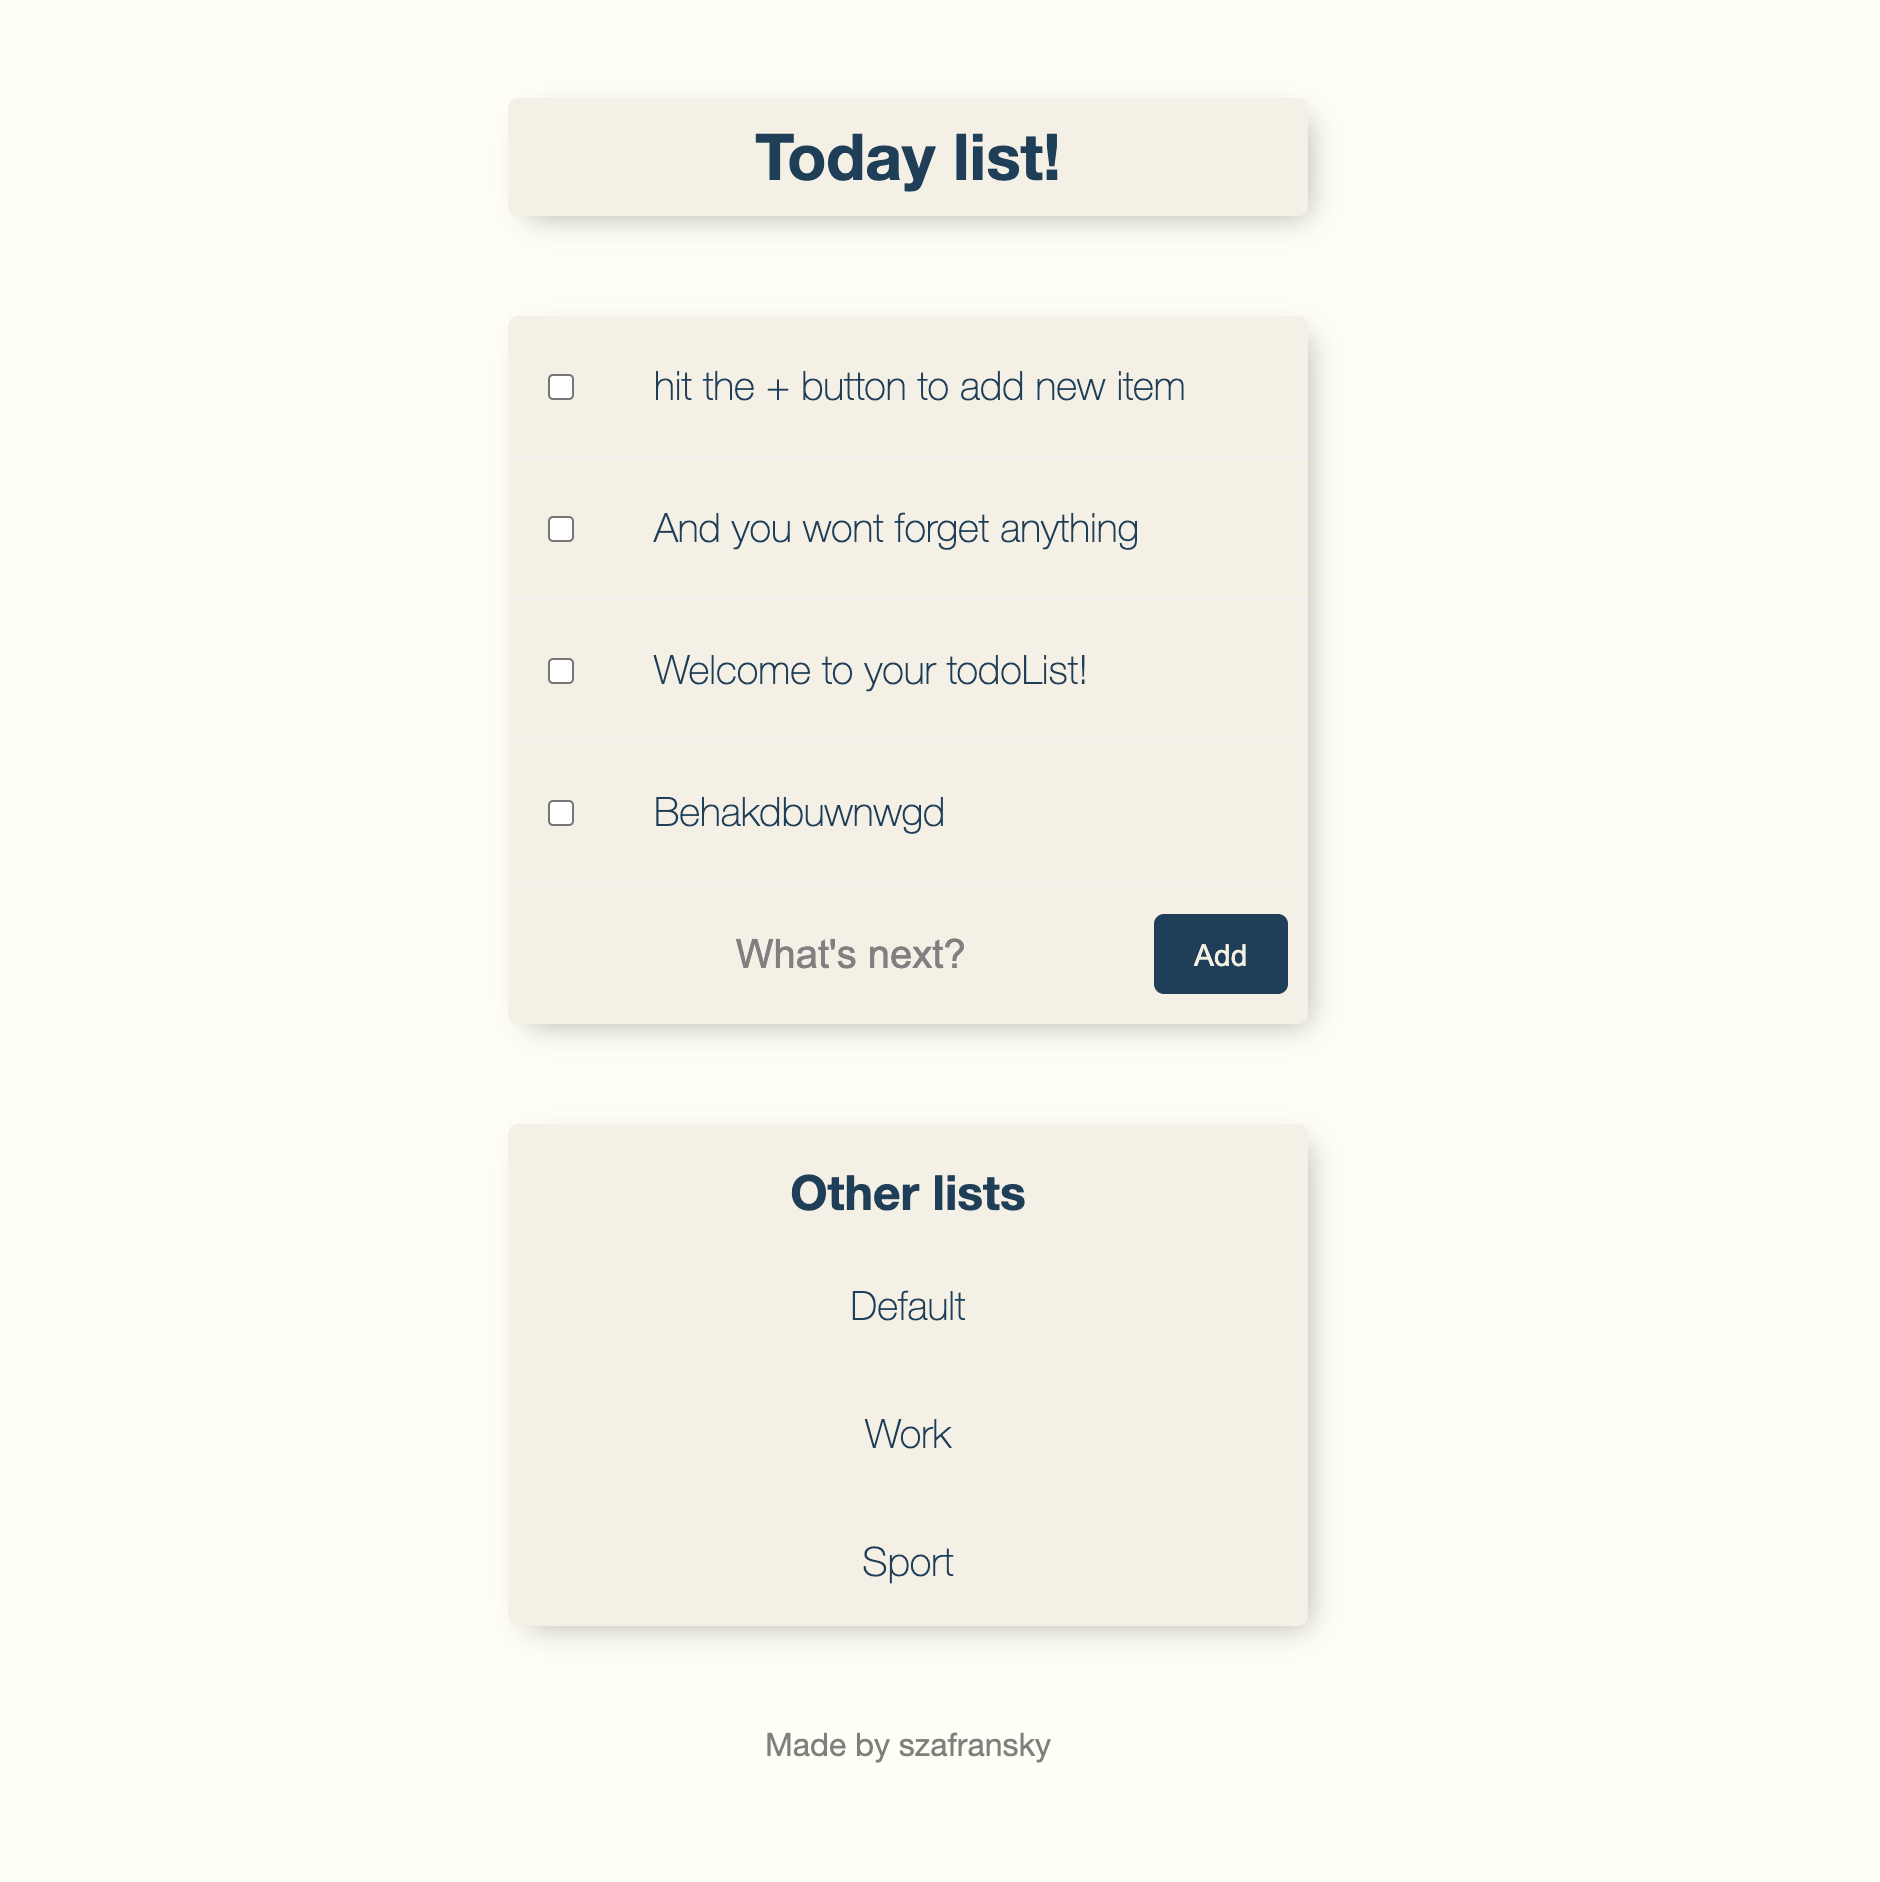 Today list!
hit the + button to add new item
And you wont forget anything
Welcome to your todoList!
Behakdbuwnwgd
What's next?
Add
Other lists
Default
Work
Sport
Made by szafransky